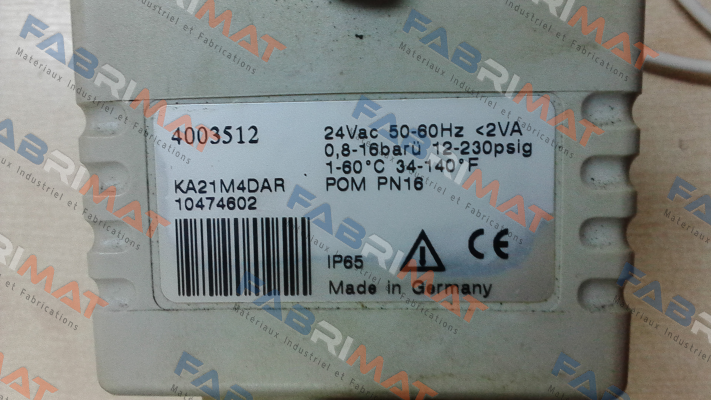 4003512
24Vac 50-60Hz <2VA
0,8-16barü 12-230psig
1-60°C 34-140°F
KA21M4DAR
POM PN16
10474602
IP65
CE
Made in Germany
FABRIMAT
Materiaux Industriel et Fabrications